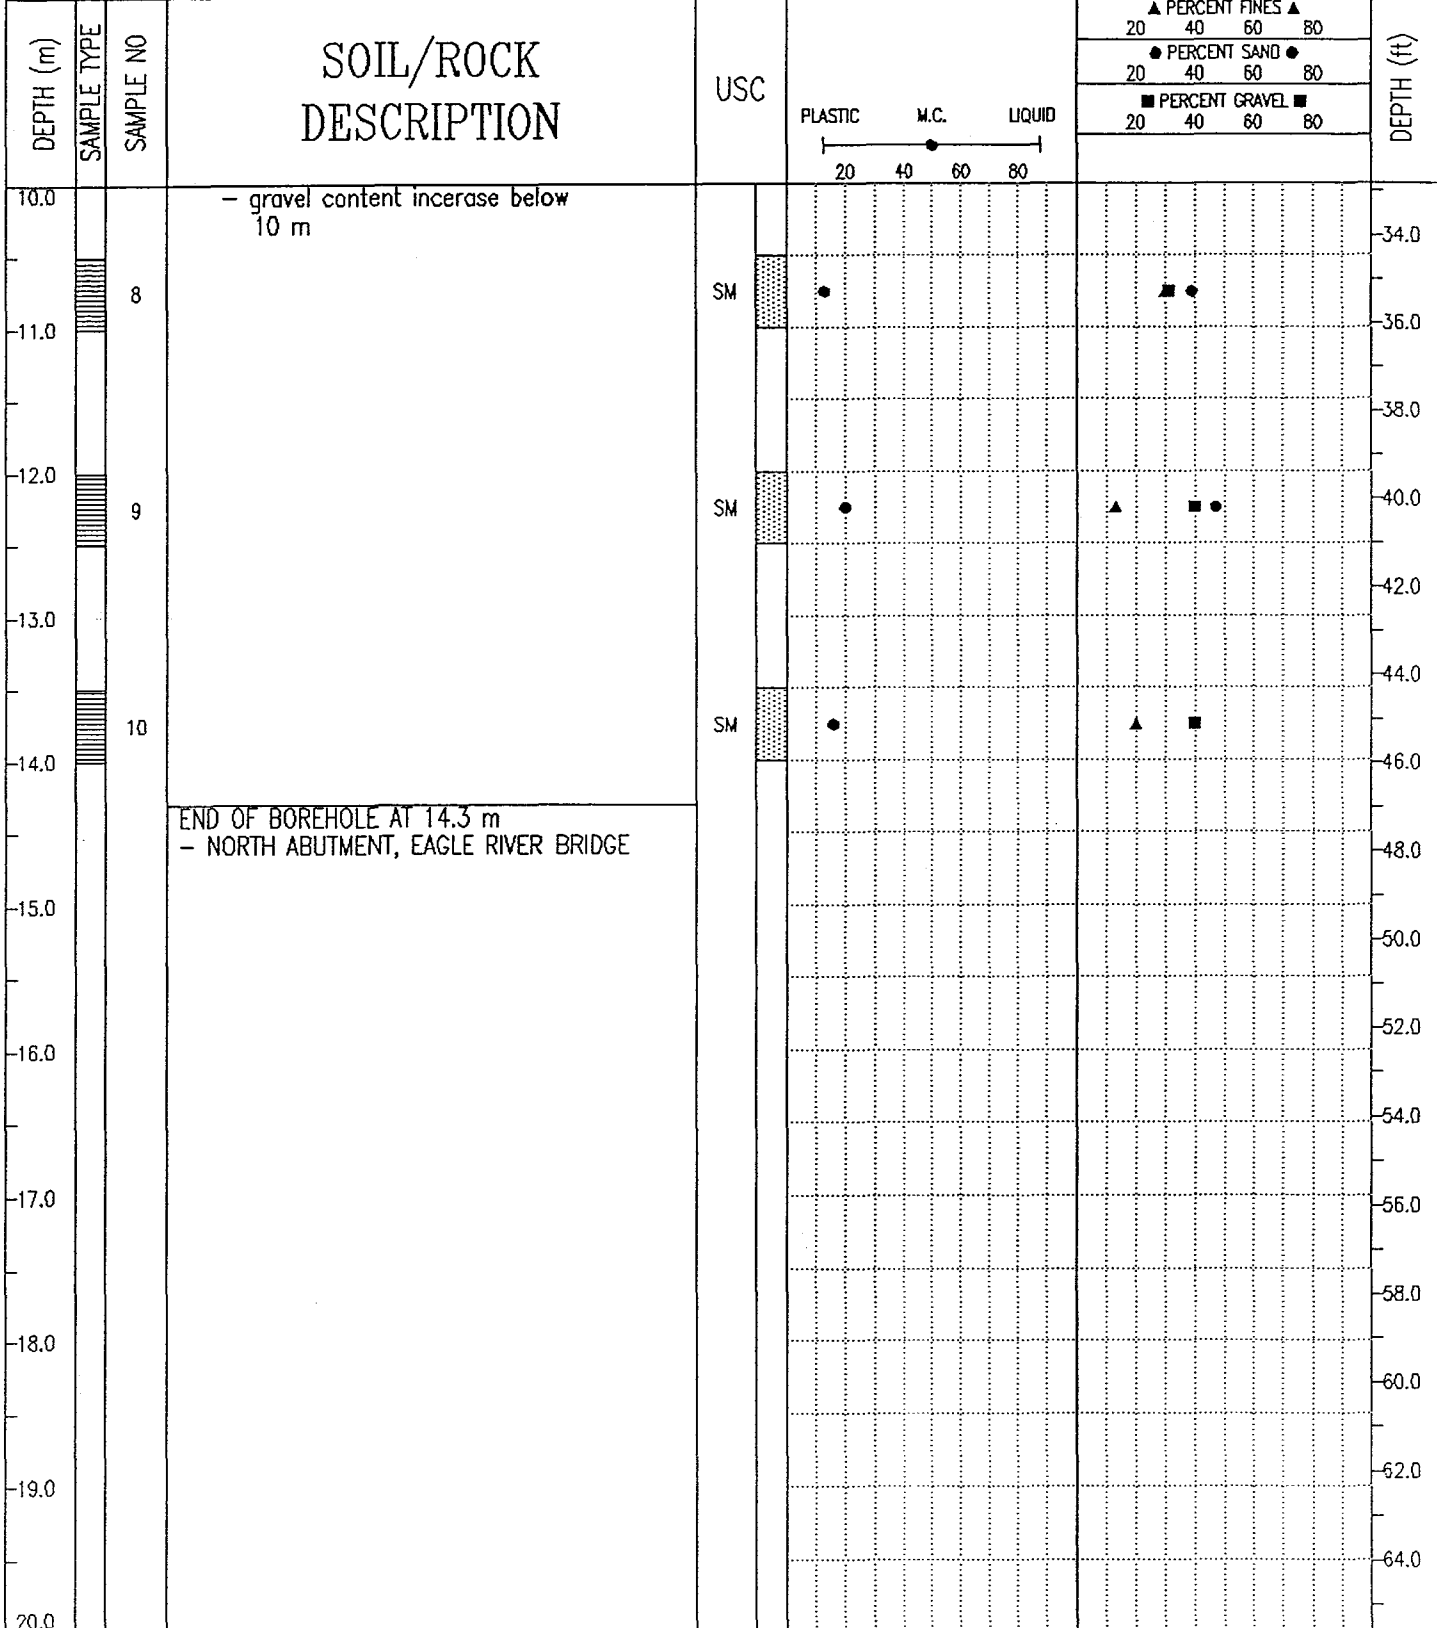 DEPTH (m)
SAMPLE TYPE
SAMPLE NO
SOIL/ROCK
DESCRIPTION
USC
PLASTIC M.C. LIQUID
20 40 60 80
▲ PERCENT FINES ▲
20 40 60 80
● PERCENT SAND ●
20 40 60 80
■ PERCENT GRAVEL ■
20 40 60 80
DEPTH (ft)
10.0
– gravel content incerase below
10 m
34.0
8 SM
11.0
36.0
38.0
12.0
40.0
9 SM
42.0
13.0
44.0
10 SM
14.0
46.0
END OF BOREHOLE AT 14.3 m
– NORTH ABUTMENT, EAGLE RIVER BRIDGE
48.0
15.0
50.0
52.0
16.0
54.0
17.0
56.0
58.0
18.0
60.0
62.0
19.0
64.0
20.0